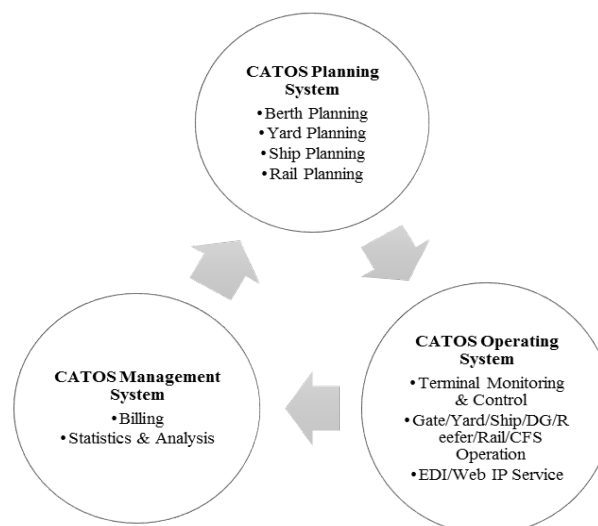 CATOS Planning
System
• Berth Planning
• Yard Planning
• Ship Planning
• Rail Planning
CATOS Operating
System
• Terminal Monitoring
& Control
• Gate/Yard/Ship/DG/R
eefer/Rail/CFS
Operation
• EDI/Web IP Service
CATOS Management
System
• Billing
• Statistics & Analysis